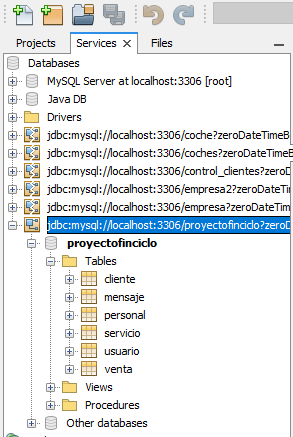 Projects Services X Files
Databases
MySQL Server at localhost:3306 [root]
Java DB
Drivers
jdbc:mysql://localhost:3306/coche?zeroDateTimeB
jdbc:mysql://localhost:3306/coches?zeroDateTime
jdbc:mysql://localhost:3306/control_clientes?zero
jdbc:mysql://localhost:3306/empresa2?zeroDateTi
jdbc:mysql://localhost:3306/empresa?zeroDateTim
jdbc:mysql://localhost:3306/proyectofinciclo?zeroD
proyectofinciclo
Tables
cliente
mensaje
personal
servicio
usuario
venta
Views
Procedures
Other databases